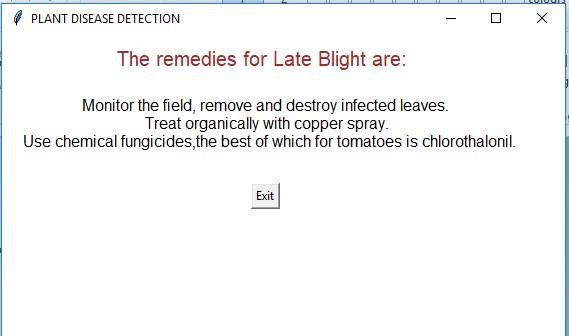 PLANT DISEASE DETECTION
The remedies for Late Blight are:
Monitor the field, remove and destroy infected leaves.
Treat organically with copper spray.
Use chemical fungicides,the best of which for tomatoes is chlorothalonil.
Exit